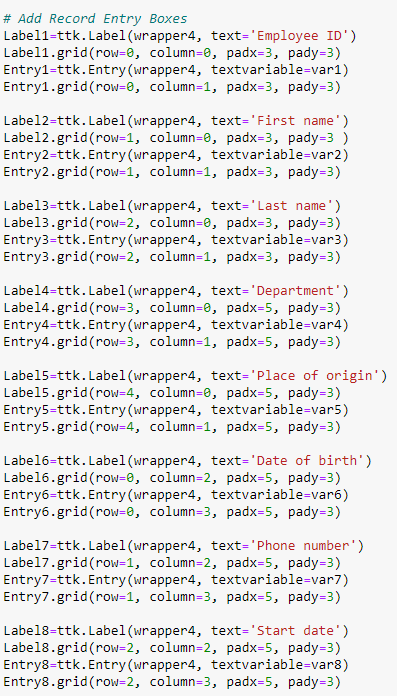 # Add Record Entry Boxes
Label1=ttk.Label(wrapper4, text='Employee ID')
Label1.grid(row=0, column=0, padx=3, pady=3)
Entry1=ttk.Entry(wrapper4, textvariable=var1)
Entry1.grid(row=0, column=1, padx=3, pady=3)

Label2=ttk.Label(wrapper4, text='First name')
Label2.grid(row=1, column=0, padx=3, pady=3 )
Entry2=ttk.Entry(wrapper4, textvariable=var2)
Entry2.grid(row=1, column=1, padx=3, pady=3)

Label3=ttk.Label(wrapper4, text='Last name')
Label3.grid(row=2, column=0, padx=3, pady=3)
Entry3=ttk.Entry(wrapper4, textvariable=var3)
Entry3.grid(row=2, column=1, padx=3, pady=3)

Label4=ttk.Label(wrapper4, text='Department')
Label4.grid(row=3, column=0, padx=5, pady=3)
Entry4=ttk.Entry(wrapper4, textvariable=var4)
Entry4.grid(row=3, column=1, padx=5, pady=3)

Label5=ttk.Label(wrapper4, text='Place of origin')
Label5.grid(row=4, column=0, padx=5, pady=3)
Entry5=ttk.Entry(wrapper4, textvariable=var5)
Entry5.grid(row=4, column=1, padx=5, pady=3)

Label6=ttk.Label(wrapper4, text='Date of birth')
Label6.grid(row=0, column=2, padx=5, pady=3)
Entry6=ttk.Entry(wrapper4, textvariable=var6)
Entry6.grid(row=0, column=3, padx=5, pady=3)

Label7=ttk.Label(wrapper4, text='Phone number')
Label7.grid(row=1, column=2, padx=5, pady=3)
Entry7=ttk.Entry(wrapper4, textvariable=var7)
Entry7.grid(row=1, column=3, padx=5, pady=3)

Label8=ttk.Label(wrapper4, text='Start date')
Label8.grid(row=2, column=2, padx=5, pady=3)
Entry8=ttk.Entry(wrapper4, textvariable=var8)
Entry8.grid(row=2, column=3, padx=5, pady=3)